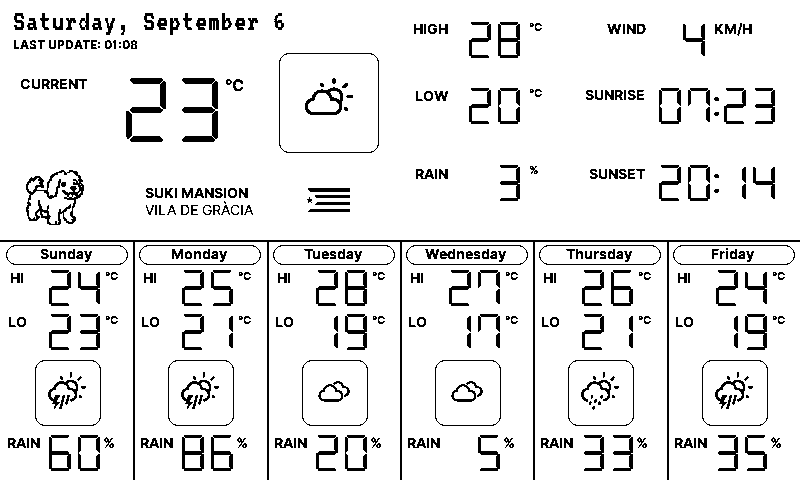 Saturday, September 6
LAST UPDATE: 01:08
CURRENT 23 °C
SUKI MANSION
VILA DE GRÀCIA
HIGH 28 °C
LOW 20 °C
RAIN 3 %
WIND 4 KM/H
SUNRISE 07:23
SUNSET 20:14
Sunday
HI 24 °C
LO 23 °C
RAIN 60 %
Monday
HI 25 °C
LO 21 °C
RAIN 86 %
Tuesday
HI 28 °C
LO 19 °C
RAIN 20 %
Wednesday
HI 27 °C
LO 17 °C
RAIN 5 %
Thursday
HI 26 °C
LO 21 °C
RAIN 33 %
Friday
HI 24 °C
LO 19 °C
RAIN 35 %